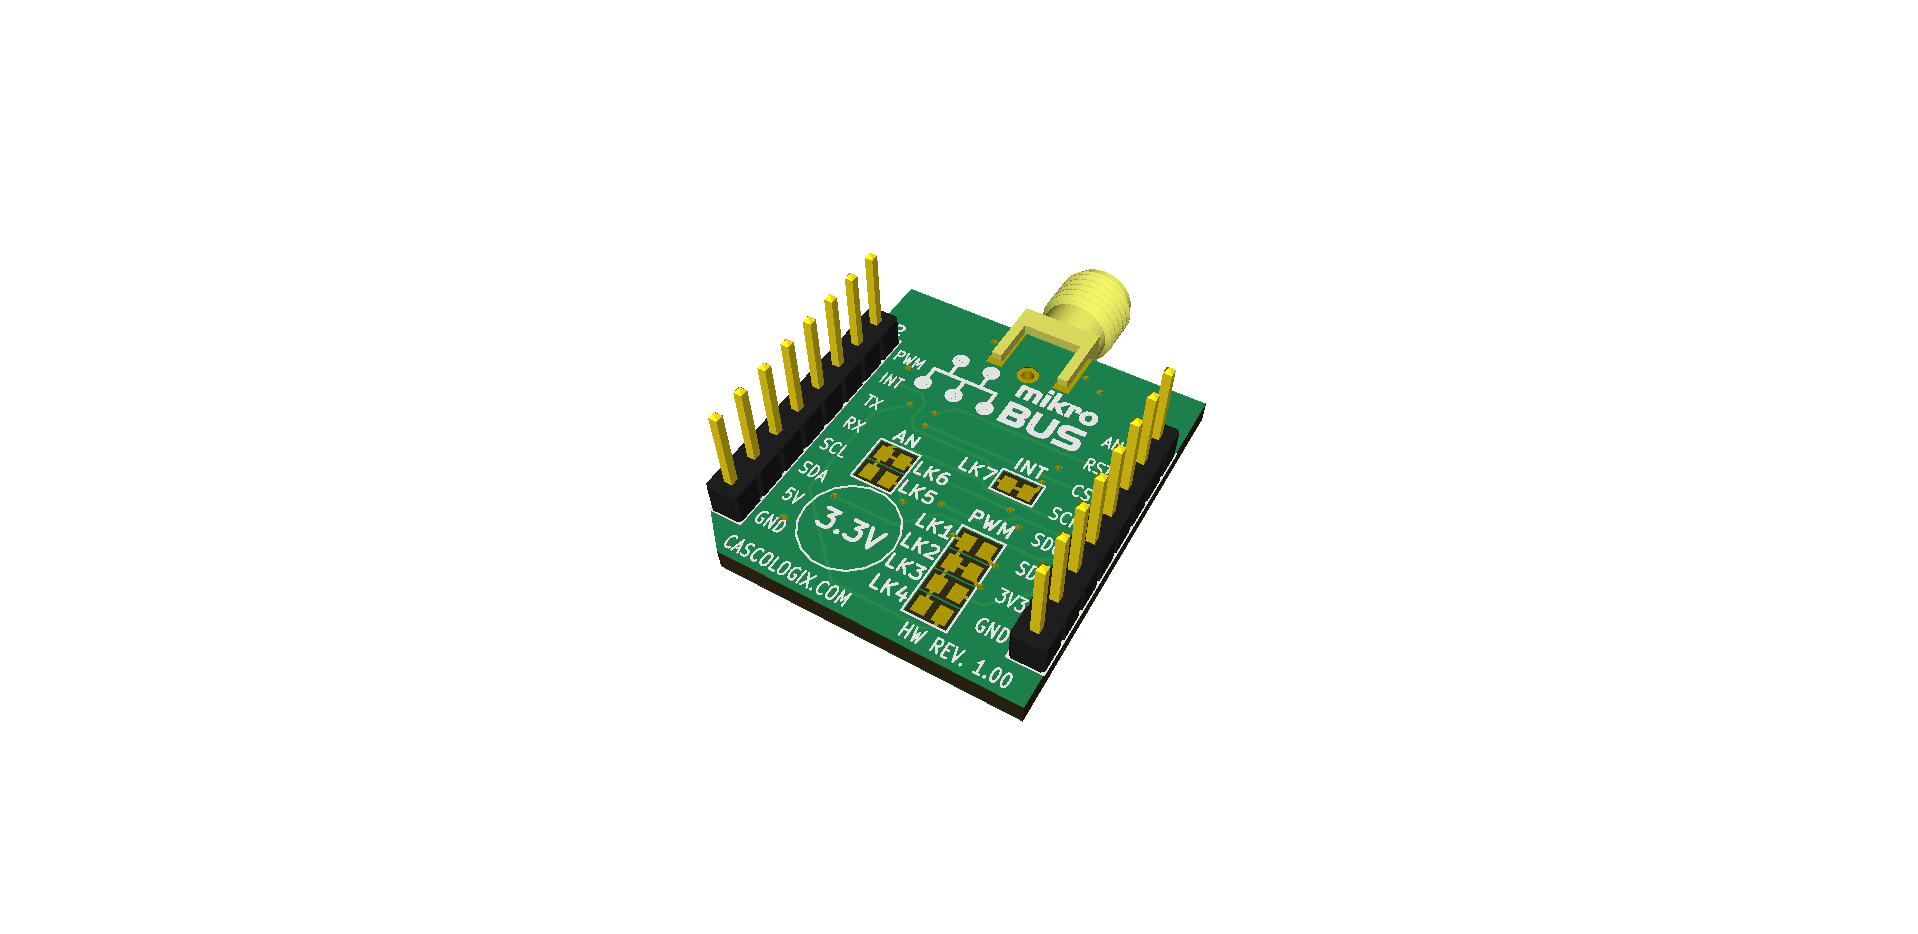 PWM
INT
TX
RX
SCL
SDA
5V
GND
mikro
BUS
AN
LK6
LK5
INT
LK7
3.3V
PWM
LK1
LK2
LK3
LK4
3V3
GND
CASCOLOGIX.COM
HW REV. 1.00